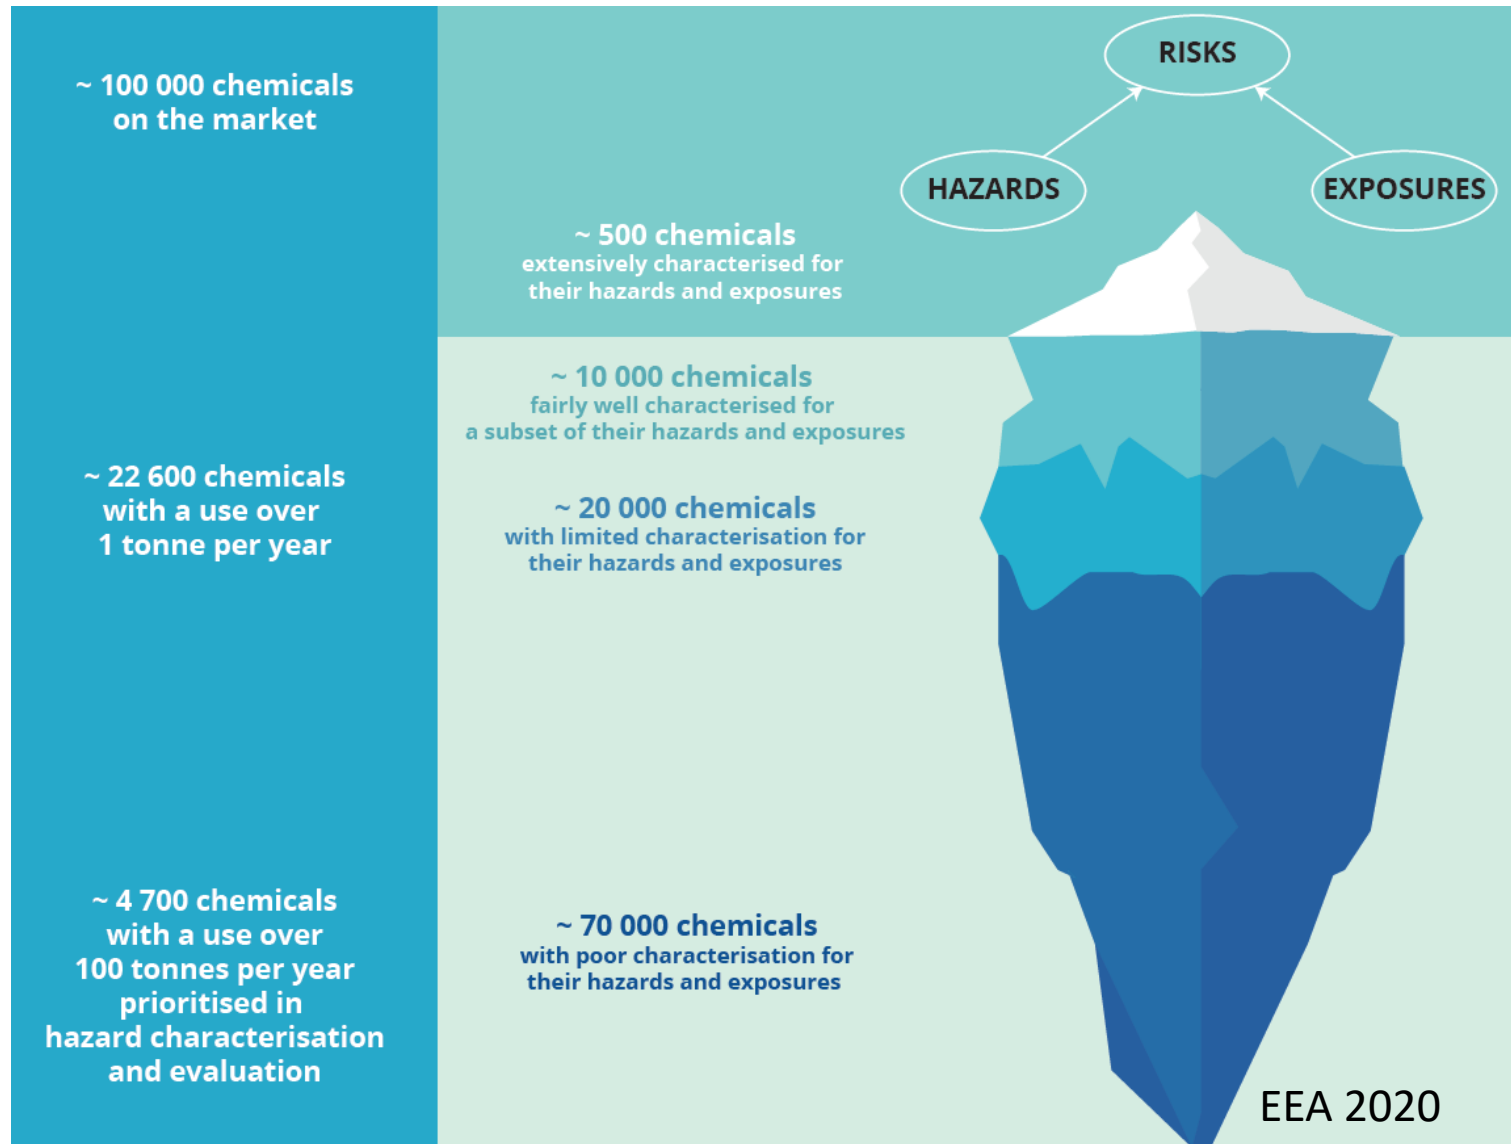 ~ 100 000 chemicals
on the market
~ 22 600 chemicals
with a use over
1 tonne per year
~ 4 700 chemicals
with a use over
100 tonnes per year
prioritised in
hazard characterisation
and evaluation
RISKS
HAZARDS
EXPOSURES
~ 500 chemicals
extensively characterised for
their hazards and exposures
~ 10 000 chemicals
fairly well characterised for
a subset of their hazards and exposures
~ 20 000 chemicals
with limited characterisation for
their hazards and exposures
~ 70 000 chemicals
with poor characterisation for
their hazards and exposures
EEA 2020